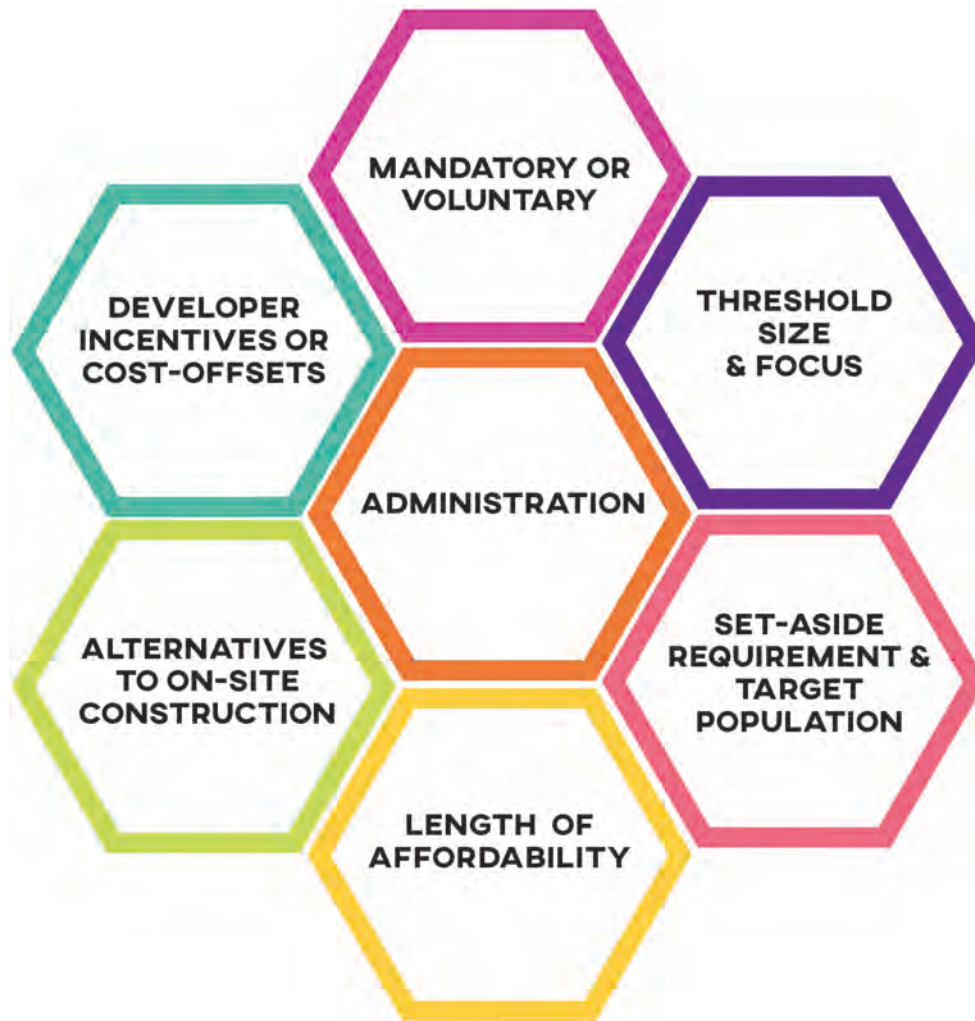 MANDATORY OR
VOLUNTARY
DEVELOPER
INCENTIVES OR
COST-OFFSETS
THRESHOLD
SIZE
& FOCUS
ADMINISTRATION
ALTERNATIVES
TO ON-SITE
CONSTRUCTION
SET-ASIDE
REQUIREMENT &
TARGET
POPULATION
LENGTH OF
AFFORDABILITY